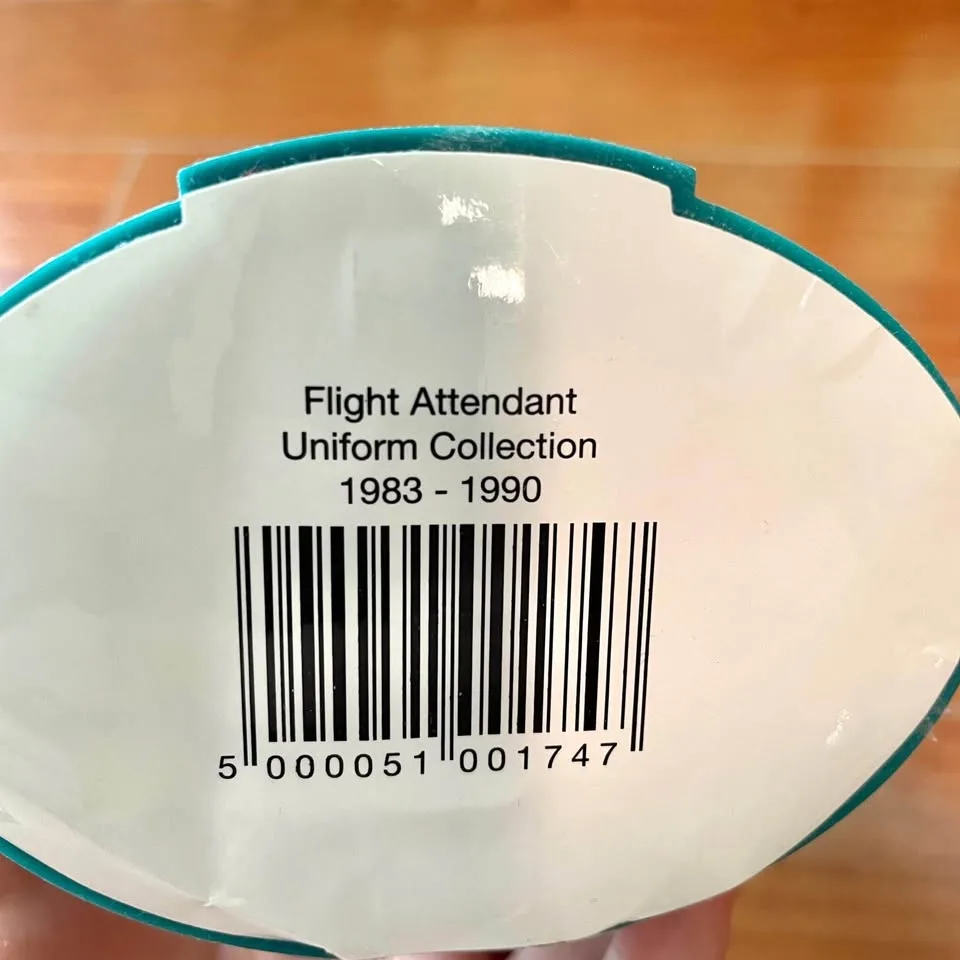 Flight Attendant
Uniform Collection
1983 - 1990
5 000051 001747